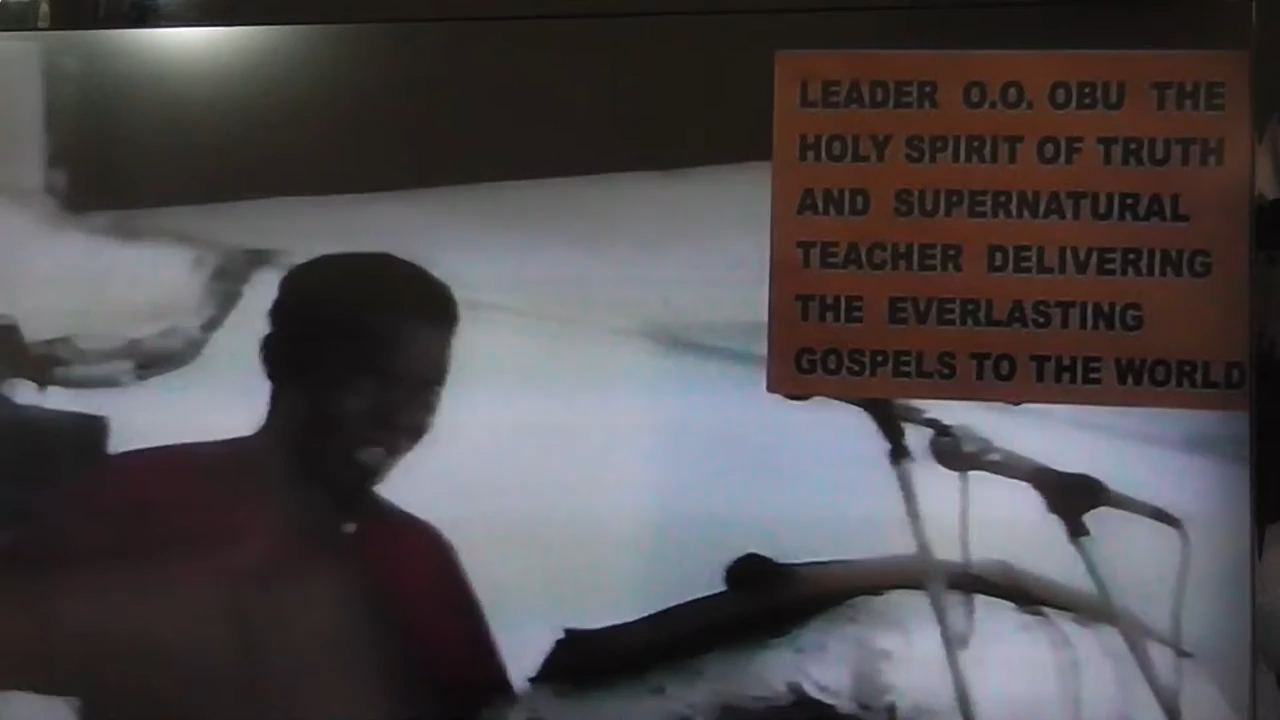 LEADER O.O. OBU THE
HOLY SPIRIT OF TRUTH
AND SUPERNATURAL
TEACHER DELIVERING
THE EVERLASTING
GOSPELS TO THE WORLD